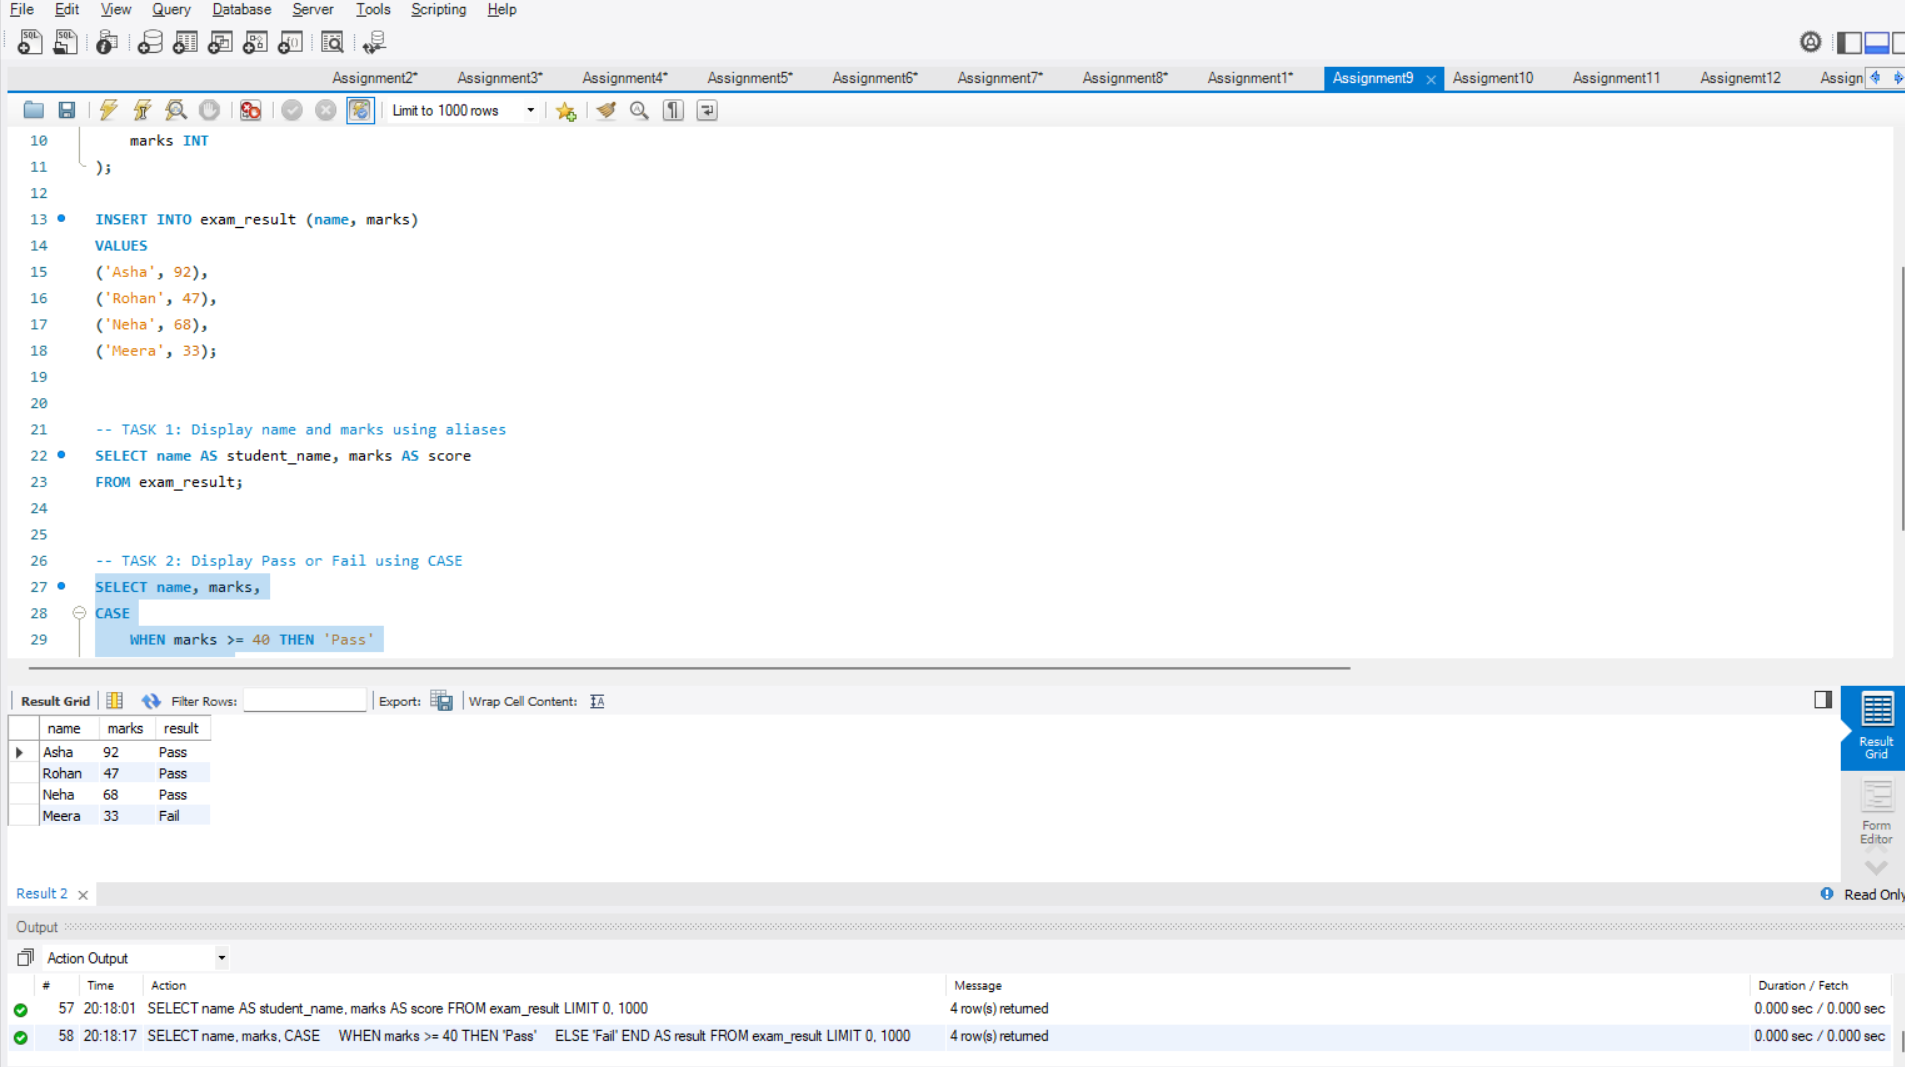 File Edit View Query Database Server Tools Scripting Help
Assignment2* Assignment3* Assignment4* Assignment5* Assignment6* Assignment7* Assignment8* Assignment1* Assignment9 Assigment10 Assignment11 Assignemt12 Assign
Limit to 1000 rows
10 marks INT
11 );
12
13 INSERT INTO exam_result (name, marks)
14 VALUES
15 ('Asha', 92),
16 ('Rohan', 47),
17 ('Neha', 68),
18 ('Meera', 33);
19
20
21 -- TASK 1: Display name and marks using aliases
22 SELECT name AS student_name, marks AS score
23 FROM exam_result;
24
25
26 -- TASK 2: Display Pass or Fail using CASE
27 SELECT name, marks,
28 CASE
29 WHEN marks >= 40 THEN 'Pass'
Result Grid Filter Rows: Export: Wrap Cell Content:
name marks result
Asha 92 Pass
Rohan 47 Pass
Neha 68 Pass
Meera 33 Fail
Result Grid
Form Editor
Result 2 Read Only
Output
Action Output
# Time Action Message Duration / Fetch
57 20:18:01 SELECT name AS student_name, marks AS score FROM exam_result LIMIT 0, 1000 4 row(s) returned 0.000 sec / 0.000 sec
58 20:18:17 SELECT name, marks, CASE WHEN marks >= 40 THEN 'Pass' ELSE 'Fail' END AS result FROM exam_result LIMIT 0, 1000 4 row(s) returned 0.000 sec / 0.000 sec